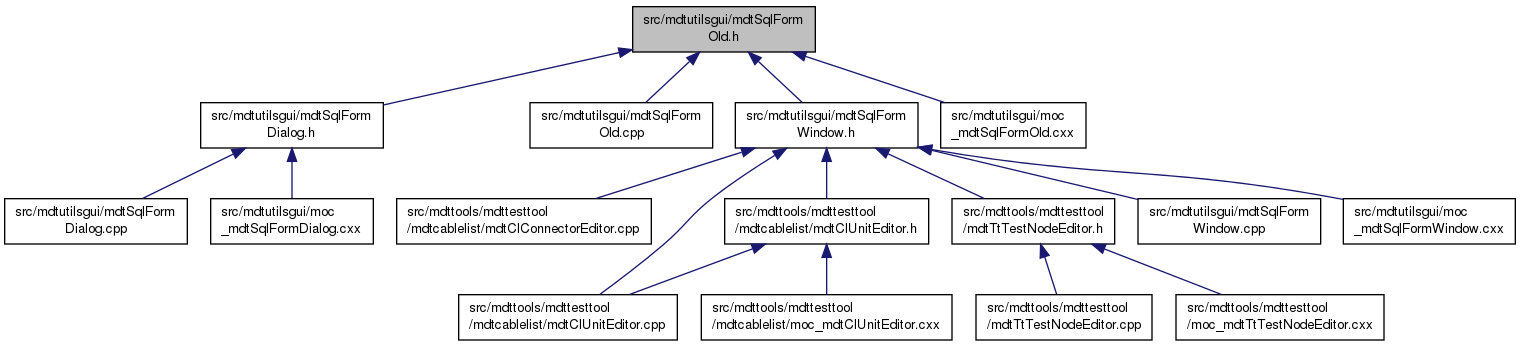 src/mdtutilsgui/mdtSqlForm
Old.h
src/mdtutilsgui/mdtSqlForm
Dialog.h
src/mdtutilsgui/mdtSqlForm
Old.cpp
src/mdtutilsgui/mdtSqlForm
Window.h
src/mdtutilsgui/moc
_mdtSqlFormOld.cxx
src/mdtutilsgui/mdtSqlForm
Dialog.cpp
src/mdtutilsgui/moc
_mdtSqlFormDialog.cxx
src/mdttools/mdttesttool
/mdtcablelist/mdtClConnectorEditor.cpp
src/mdttools/mdttesttool
/mdtcablelist/mdtClUnitEditor.h
src/mdttools/mdttesttool
/mdtTtTestNodeEditor.h
src/mdtutilsgui/mdtSqlForm
Window.cpp
src/mdtutilsgui/moc
_mdtSqlFormWindow.cxx
src/mdttools/mdttesttool
/mdtcablelist/mdtClUnitEditor.cpp
src/mdttools/mdttesttool
/mdtcablelist/moc_mdtClUnitEditor.cxx
src/mdttools/mdttesttool
/mdtTtTestNodeEditor.cpp
src/mdttools/mdttesttool
/moc_mdtTtTestNodeEditor.cxx